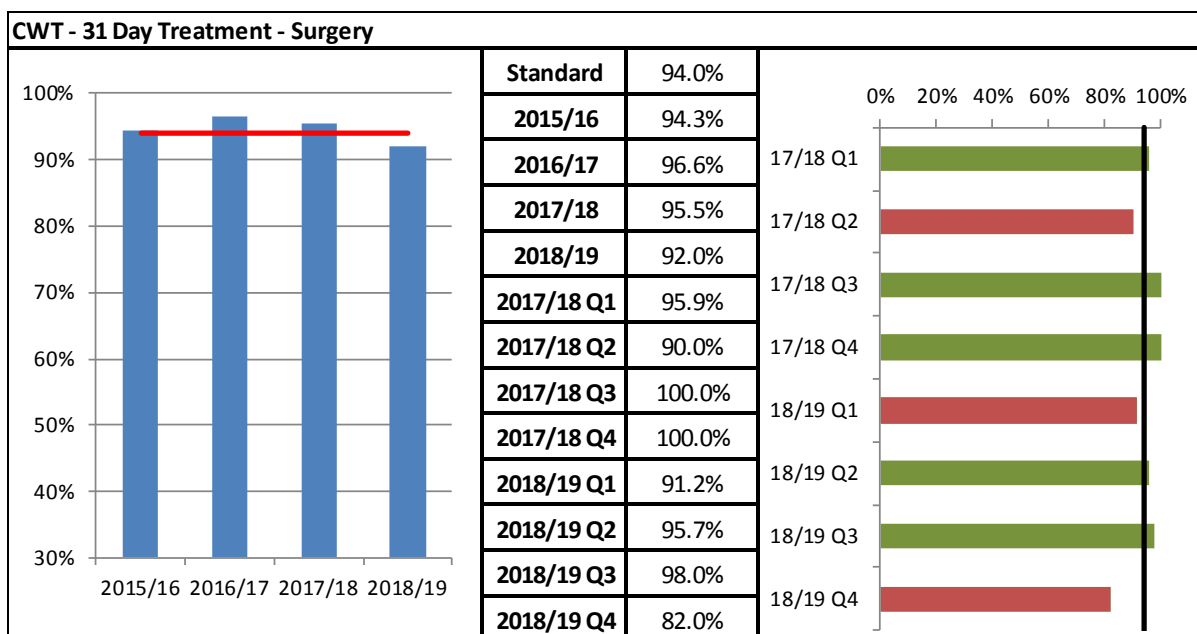 CWT - 31 Day Treatment - Surgery
100%
90%
80%
70%
60%
50%
40%
30%
2015/16 2016/17 2017/18 2018/19
Standard 94.0%
2015/16 94.3%
2016/17 96.6%
2017/18 95.5%
2018/19 92.0%
2017/18 Q1 95.9%
2017/18 Q2 90.0%
2017/18 Q3 100.0%
2017/18 Q4 100.0%
2018/19 Q1 91.2%
2018/19 Q2 95.7%
2018/19 Q3 98.0%
2018/19 Q4 82.0%
0% 20% 40% 60% 80% 100%
17/18 Q1
17/18 Q2
17/18 Q3
17/18 Q4
18/19 Q1
18/19 Q2
18/19 Q3
18/19 Q4